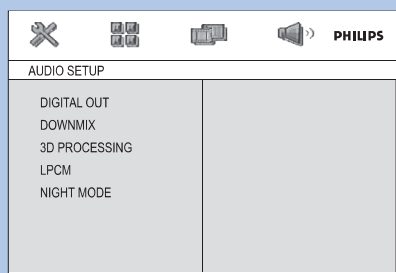 PHILIPS
AUDIO SETUP
DIGITAL OUT
DOWNMIX
3D PROCESSING
LPCM
NIGHT MODE